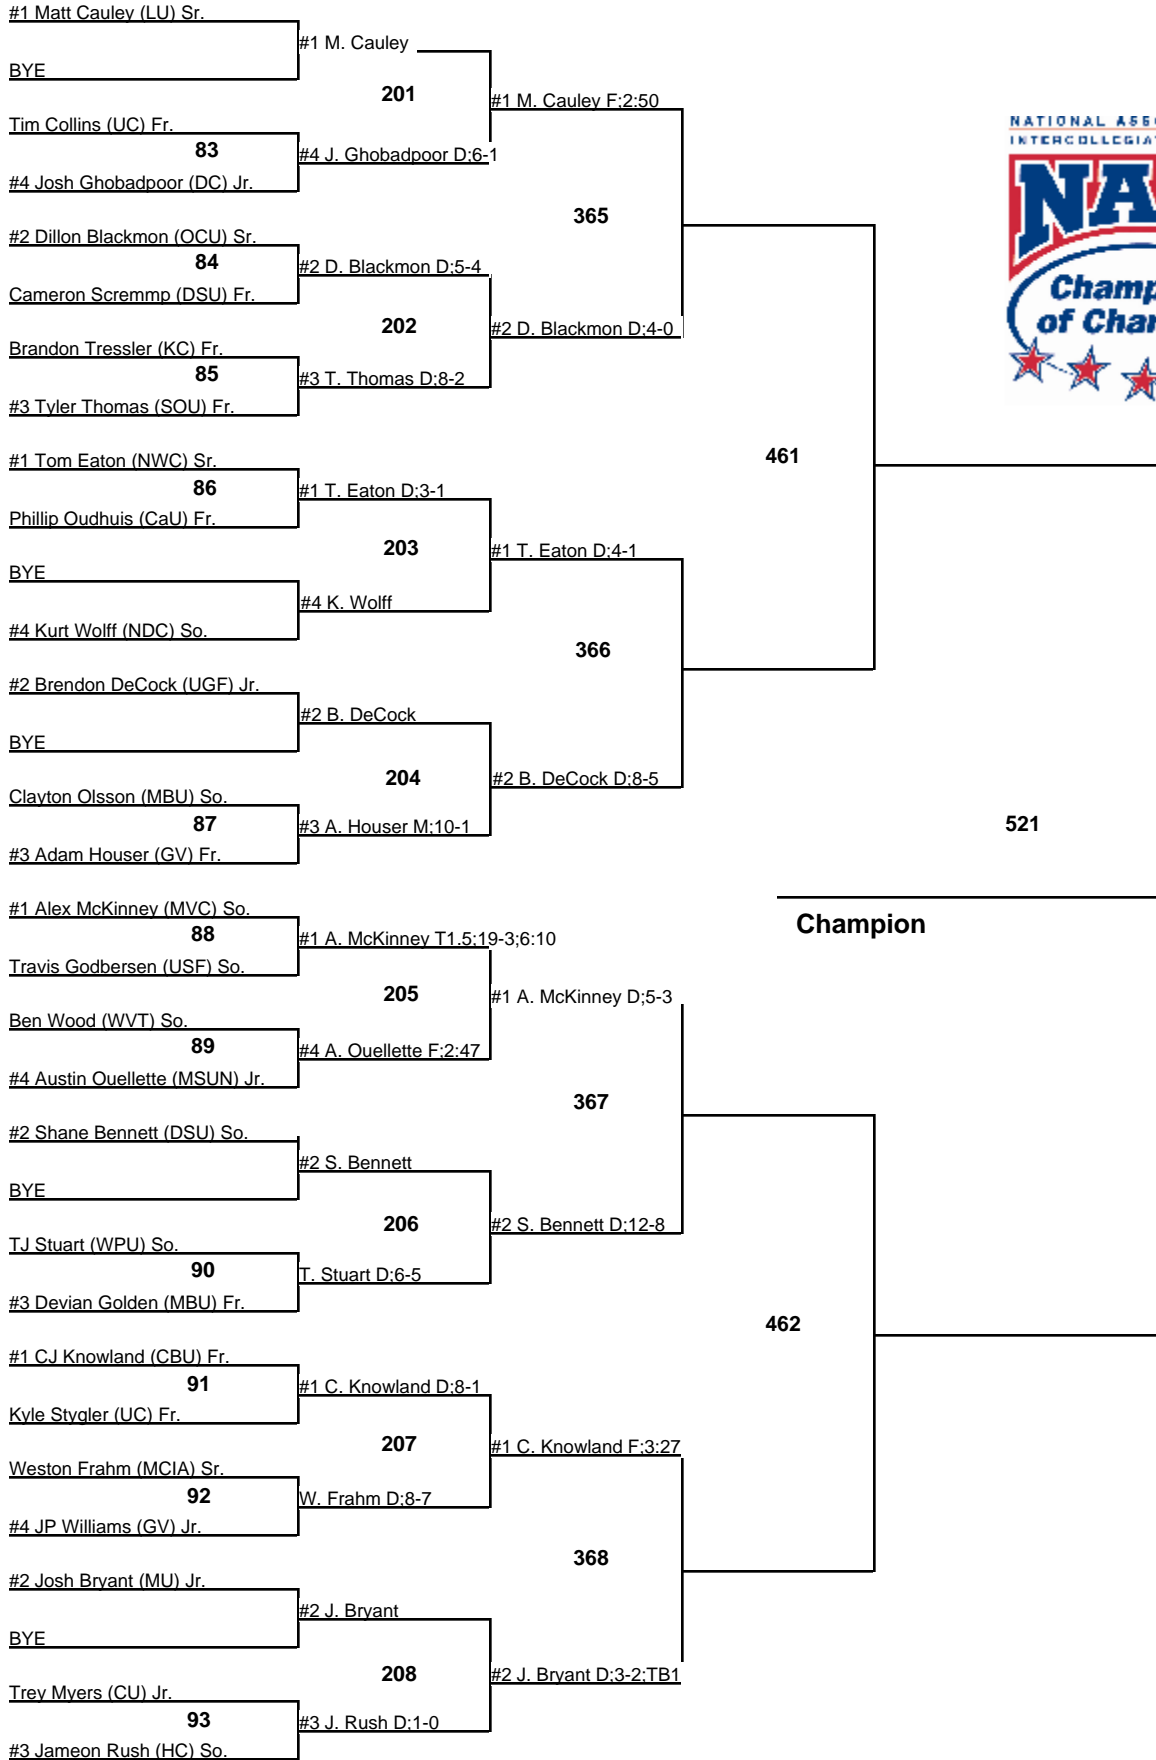 #1 Matt Cauley (LU) Sr.
#1 M. Cauley
BYE
201
#1 M. Cauley F;2:50
Tim Collins (UC) Fr.
83
#4 J. Ghobadpoor D;6-1
#4 Josh Ghobadpoor (DC) Jr.
365
#2 Dillon Blackmon (OCU) Sr.
84
#2 D. Blackmon D;5-4
Cameron Scremmp (DSU) Fr.
202
#2 D. Blackmon D;4-0
Brandon Tressler (KC) Fr.
85
#3 T. Thomas D;8-2
#3 Tyler Thomas (SOU) Fr.
461
#1 Tom Eaton (NWC) Sr.
86
#1 T. Eaton D;3-1
Phillip Oudhuis (CaU) Fr.
203
#1 T. Eaton D;4-1
BYE
#4 K. Wolff
#4 Kurt Wolff (NDC) So.
366
#2 Brendon DeCock (UGF) Jr.
#2 B. DeCock
BYE
204
#2 B. DeCock D;8-5
Clayton Olsson (MBU) So.
87
#3 A. Houser M;10-1
#3 Adam Houser (GV) Fr.
521
Champion
#1 Alex McKinney (MVC) So.
88
#1 A. McKinney T1.5;19-3;6:10
Travis Godbersen (USF) So.
205
#1 A. McKinney D;5-3
Ben Wood (WVT) So.
89
#4 A. Ouellette F;2:47
#4 Austin Ouellette (MSUN) Jr.
367
#2 Shane Bennett (DSU) So.
#2 S. Bennett
BYE
206
#2 S. Bennett D;12-8
TJ Stuart (WPU) So.
90
T. Stuart D;6-5
#3 Devian Golden (MBU) Fr.
462
#1 CJ Knowland (CBU) Fr.
91
#1 C. Knowland D;8-1
Kyle Stygler (UC) Fr.
207
#1 C. Knowland F;3:27
Weston Frahm (MCIA) Sr.
92
W. Frahm D;8-7
#4 JP Williams (GV) Jr.
368
#2 Josh Bryant (MU) Jr.
#2 J. Bryant
BYE
208
#2 J. Bryant D;3-2;TB1
Trey Myers (CU) Jr.
93
#3 J. Rush D;1-0
#3 Jameon Rush (HC) So.
NATIONAL ASS
INTERCOLLEGIA
NA
Champ
of Char